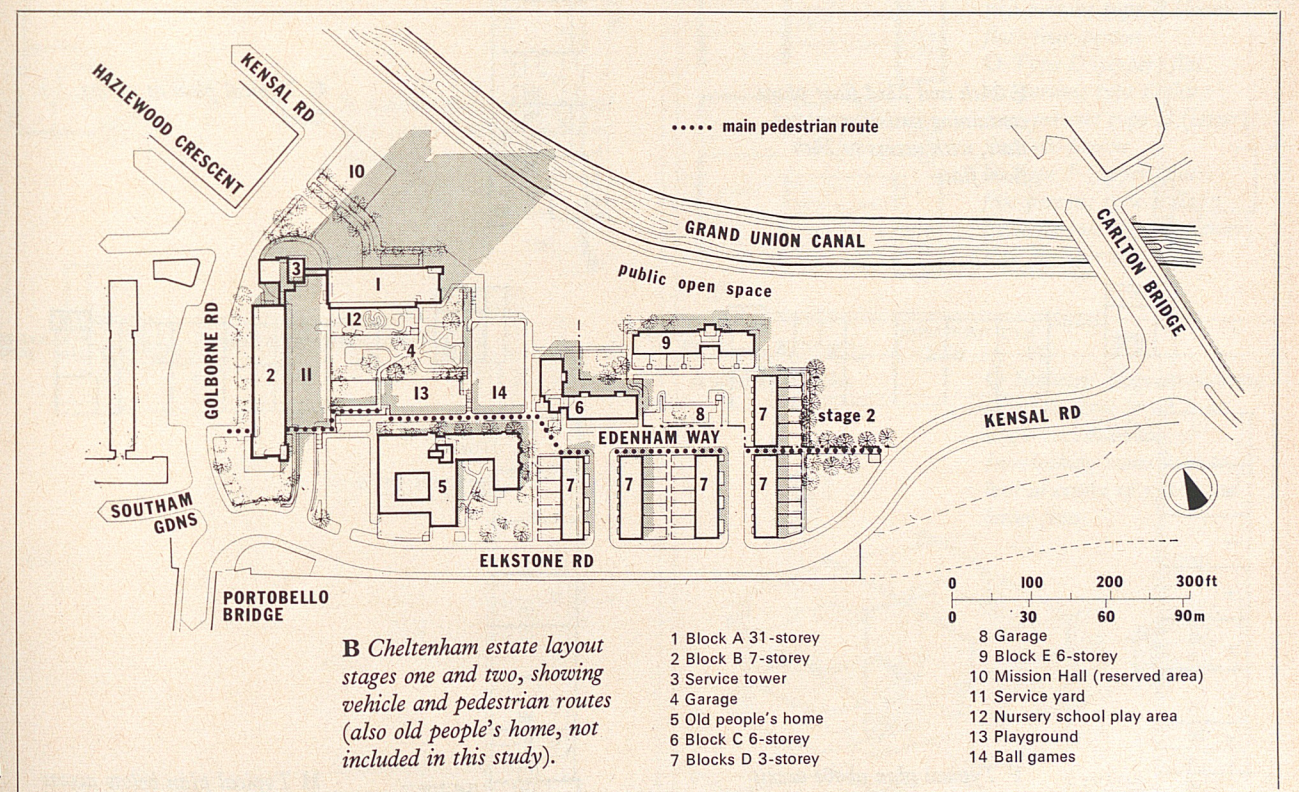 KENSAL RD
HAZLEWOOD CRESCENT
main pedestrian route
10
GRAND UNION CANAL
CARLTON BRIDGE
public open space
3
1
12
GOLBORNE RD
2
11
4
13
14
9
6
8
7
stage 2
KENSAL RD
EDENHAM WAY
5
7
7
7
7
SOUTHAM
GDNS
ELKSTONE RD
PORTOBELLO
BRIDGE
0 100 200 300ft
0 30 60 90m
B Cheltenham estate layout
stages one and two, showing
vehicle and pedestrian routes
(also old people's home, not
included in this study).
1 Block A 31-storey
2 Block B 7-storey
3 Service tower
4 Garage
5 Old people's home
6 Block C 6-storey
7 Blocks D 3-storey
8 Garage
9 Block E 6-storey
10 Mission Hall (reserved area)
11 Service yard
12 Nursery school play area
13 Playground
14 Ball games